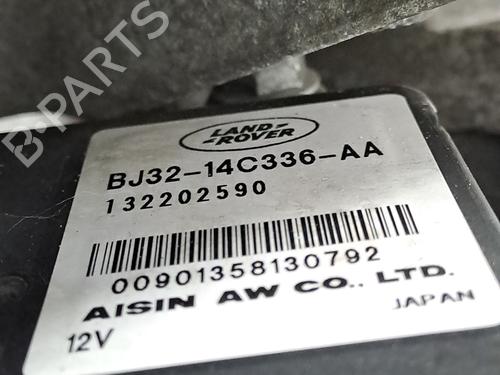 B-PARTS
LAND-
ROVER
BJ32-14C336-AA
132202590
00901358130792
AISIN AW CO., LTD.
JAPAN
12V